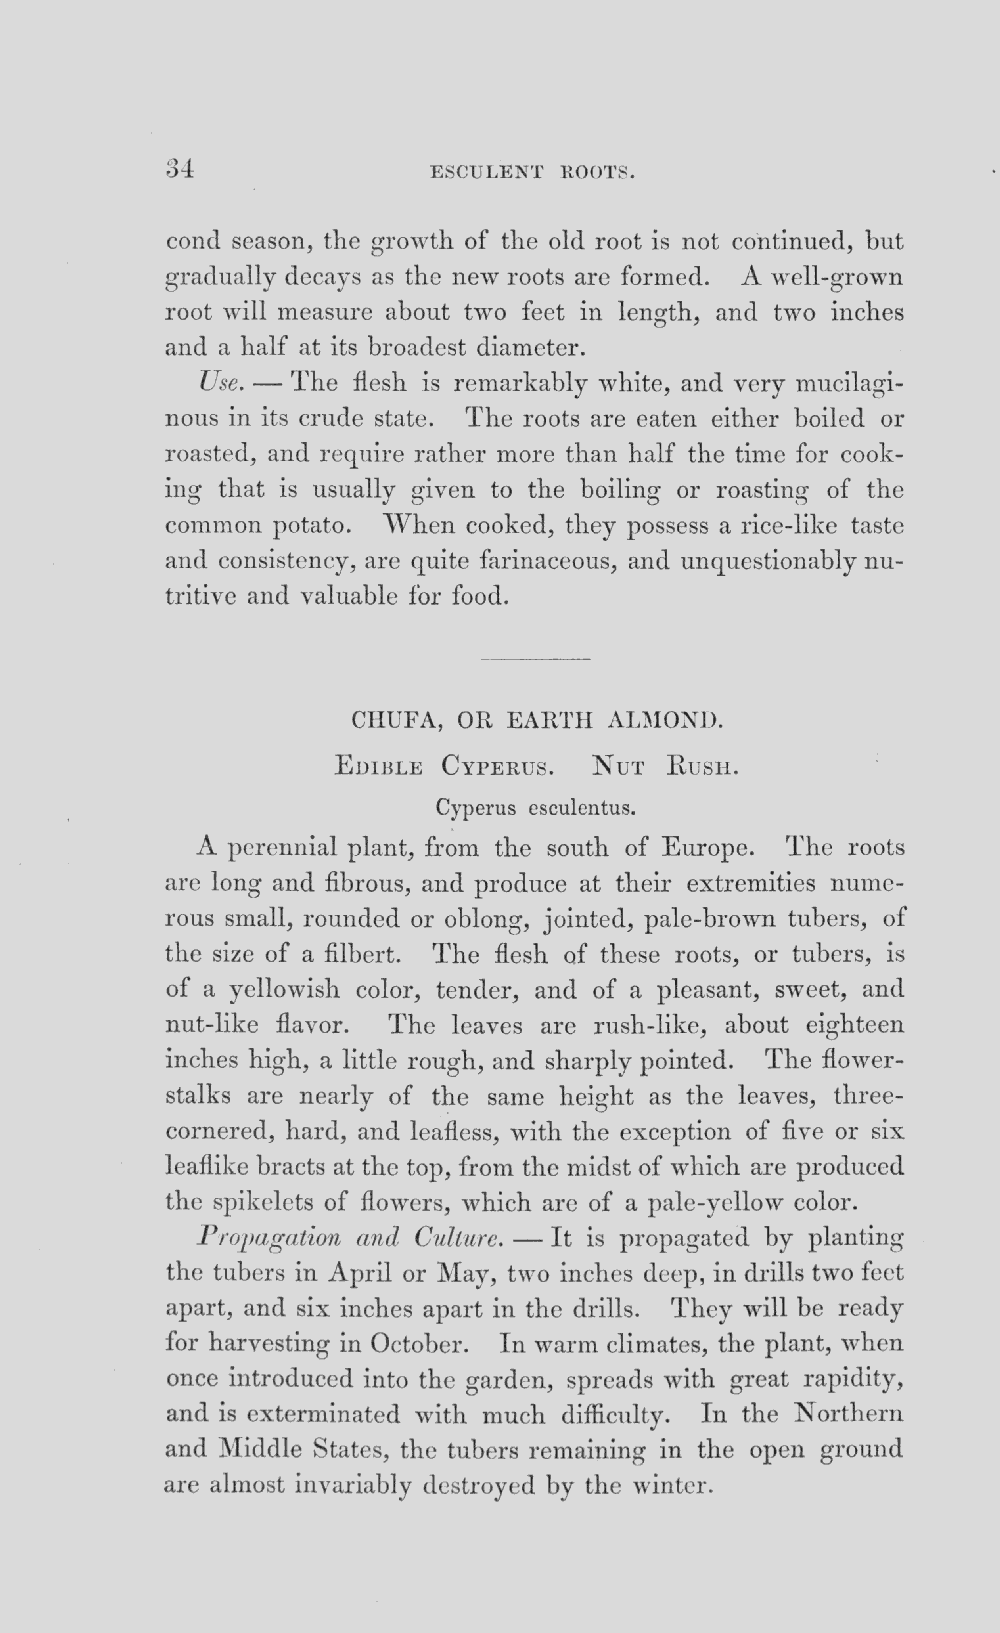 34
ESCULENT ROOTS.
cond season, the growth of the old root is not continued, but
gradually decays as the new roots are formed. A well-grown
root will measure about two feet in length, and two inches
and a half at its broadest diameter.
Use. — The flesh is remarkably white, and very mucilagi-
nous in its crude state. The roots are eaten either boiled or
roasted, and require rather more than half the time for cook-
ing that is usually given to the boiling or roasting of the
common potato. When cooked, they possess a rice-like taste
and consistency, are quite farinaceous, and unquestionably nu-
tritive and valuable for food.
CHUFA, OR EARTH ALMOND.
EDIBLE CYPERUS. NUT RUSH.
Cyperus esculentus.
A perennial plant, from the south of Europe. The roots
are long and fibrous, and produce at their extremities nume-
rous small, rounded or oblong, jointed, pale-brown tubers, of
the size of a filbert. The flesh of these roots, or tubers, is
of a yellowish color, tender, and of a pleasant, sweet, and
nut-like flavor. The leaves are rush-like, about eighteen
inches high, a little rough, and sharply pointed. The flower-
stalks are nearly of the same height as the leaves, three-
cornered, hard, and leafless, with the exception of five or six
leaflike bracts at the top, from the midst of which are produced
the spikelets of flowers, which are of a pale-yellow color.
Propagation and Culture. — It is propagated by planting
the tubers in April or May, two inches deep, in drills two feet
apart, and six inches apart in the drills. They will be ready
for harvesting in October. In warm climates, the plant, when
once introduced into the garden, spreads with great rapidity,
and is exterminated with much difficulty. In the Northern
and Middle States, the tubers remaining in the open ground
are almost invariably destroyed by the winter.